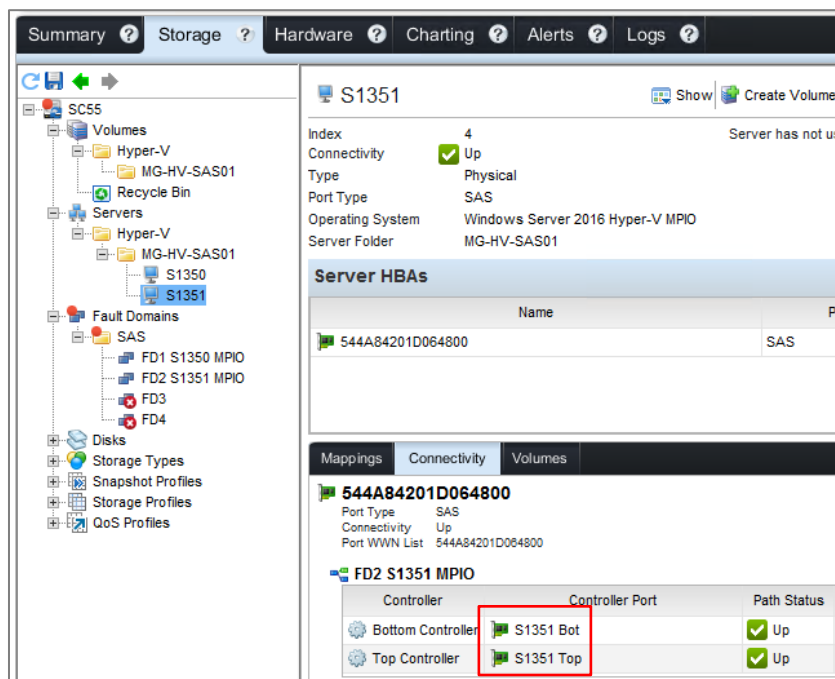 Summary ? Storage ? Hardware ? Charting ? Alerts ? Logs ?
SC55
Volumes
Hyper-V
MG-HV-SAS01
Recycle Bin
Servers
Hyper-V
MG-HV-SAS01
S1350
S1351
Fault Domains
SAS
FD1 S1350 MPIO
FD2 S1351 MPIO
FD3
FD4
Disks
Storage Types
Snapshot Profiles
Storage Profiles
QoS Profiles
S1351 Show Create Volume
Index 4 Server has not us
Connectivity Up
Type Physical
Port Type SAS
Operating System Windows Server 2016 Hyper-V MPIO
Server Folder MG-HV-SAS01
Server HBAs
Name P
544A84201D064800 SAS
Mappings Connectivity Volumes
544A84201D064800
Port Type SAS
Connectivity Up
Port WWN List 544A84201D064800
FD2 S1351 MPIO
Controller Controller Port Path Status
Bottom Controller S1351 Bot Up
Top Controller S1351 Top Up